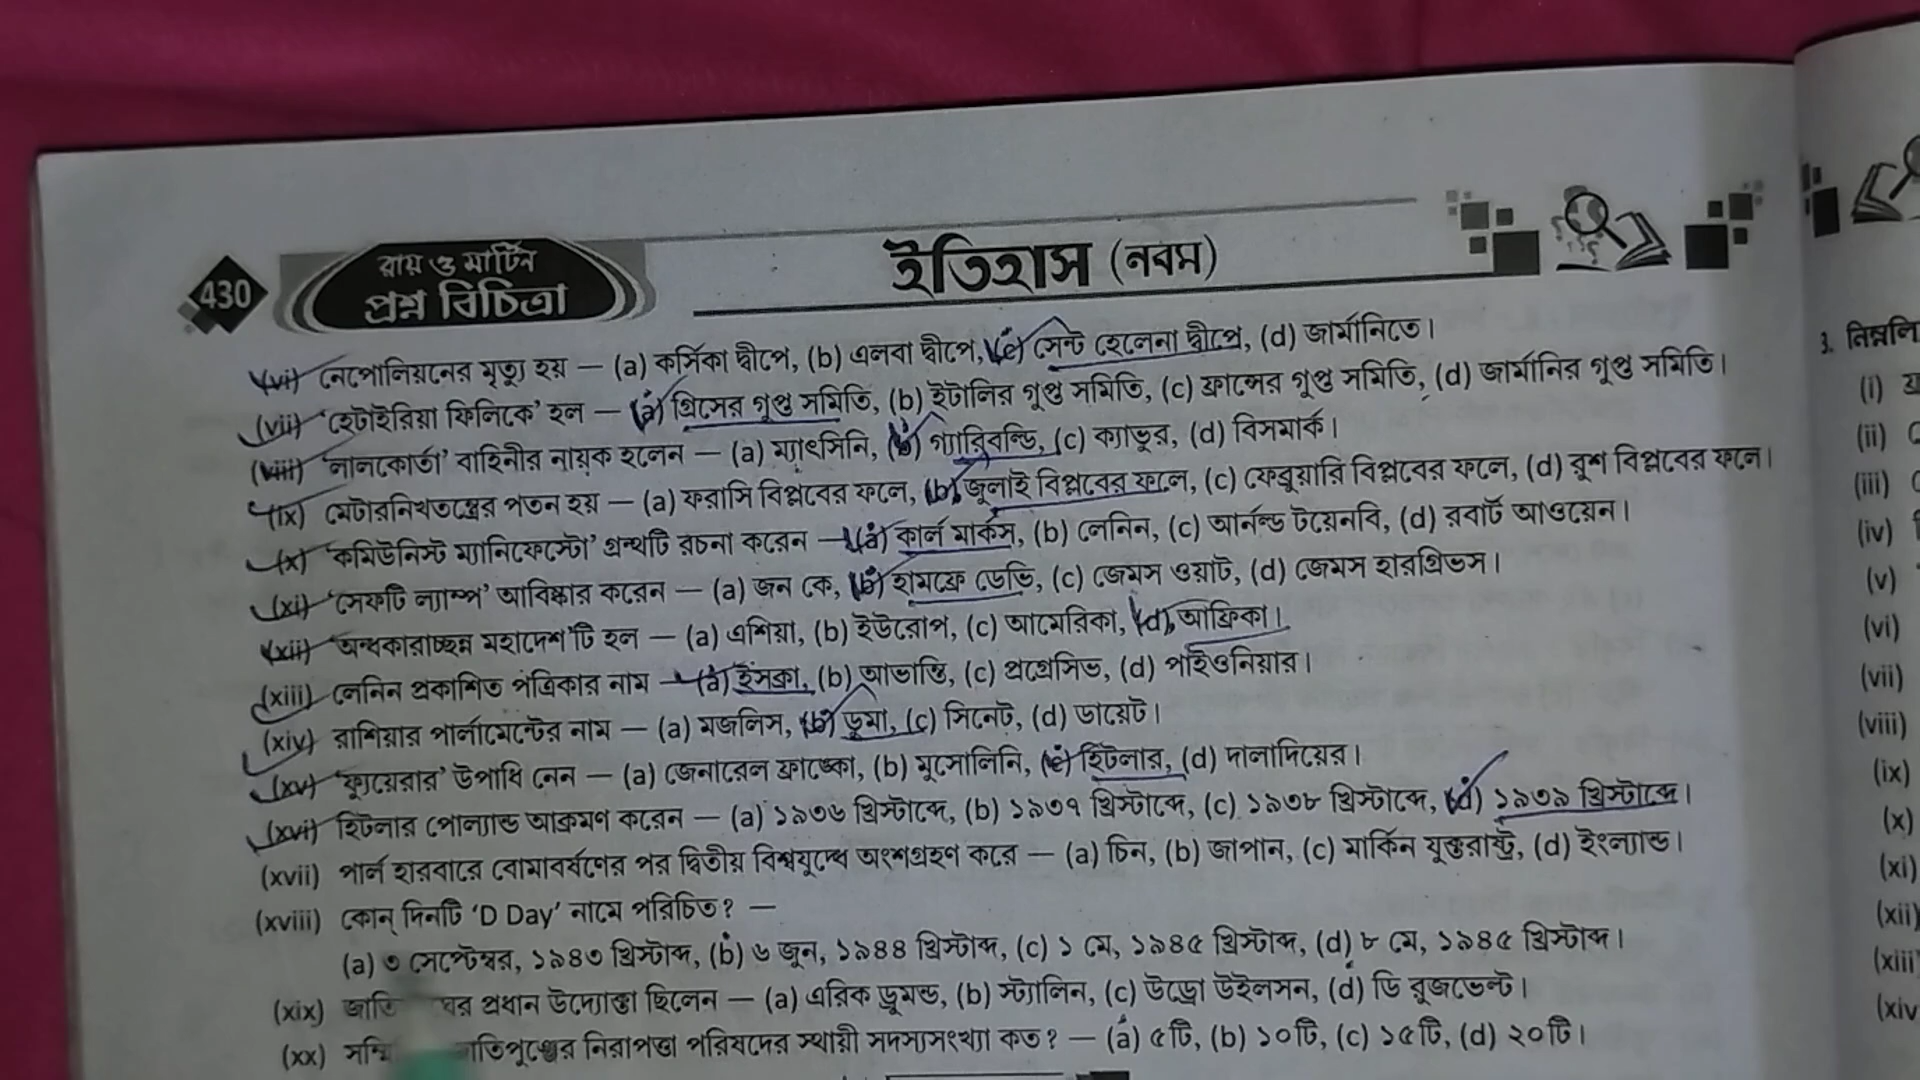 430
রায় ও মার্টিন
প্রশ্ন বিচিত্রা
ইতিহাস (নবম)
(vi) নেপোলিয়নের মৃত্যু হয় — (a) কর্সিকা দ্বীপে, (b) এলবা দ্বীপে, (c) সেন্ট হেলেনা দ্বীপে, (d) জার্মানিতে।
(vii) 'হেটাইরিয়া ফিলিকে' হল — (a) গ্রিসের গুপ্ত সমিতি, (b) ইটালির গুপ্ত সমিতি, (c) ফ্রান্সের গুপ্ত সমিতি, (d) জার্মানির গুপ্ত সমিতি।
(viii) 'লালকোর্তা' বাহিনীর নায়ক হলেন — (a) ম্যাৎসিনি, (b) গ্যারিবল্ডি, (c) ক্যাভুর, (d) বিসমার্ক।
(ix) মেটারনিখতন্ত্রের পতন হয় — (a) ফরাসি বিপ্লবের ফলে, (b) জুলাই বিপ্লবের ফলে, (c) ফেব্রুয়ারি বিপ্লবের ফলে, (d) রুশ বিপ্লবের ফলে।
(x) 'কমিউনিস্ট ম্যানিফেস্টো' গ্রন্থটি রচনা করেন — (a) কার্ল মার্কস, (b) লেনিন, (c) আর্নল্ড টয়েনবি, (d) রবার্ট আওয়েন।
(xi) 'সেফটি ল্যাম্প' আবিষ্কার করেন — (a) জন কে, (b) হামফ্রে ডেভি, (c) জেমস ওয়াট, (d) জেমস হারগ্রিভস।
(xii) 'অন্ধকারাচ্ছন্ন মহাদেশ'টি হল — (a) এশিয়া, (b) ইউরোপ, (c) আমেরিকা, (d) আফ্রিকা।
(xiii) লেনিন প্রকাশিত পত্রিকার নাম — (a) ইসক্রা, (b) আভান্তি, (c) প্রগ্রেসিভ, (d) পাইওনিয়ার।
(xiv) রাশিয়ার পার্লামেন্টের নাম — (a) মজলিস, (b) ডুমা, (c) সিনেট, (d) ডায়েট।
(xv) 'ফ্যুয়েরার' উপাধি নেন — (a) জেনারেল ফ্রাঙ্কো, (b) মুসোলিনি, (c) হিটলার, (d) দালাদিয়ের।
(xvi) হিটলার পোল্যান্ড আক্রমণ করেন — (a) ১৯৩৬ খ্রিস্টাব্দে, (b) ১৯৩৭ খ্রিস্টাব্দে, (c) ১৯৩৮ খ্রিস্টাব্দে, (d) ১৯৩৯ খ্রিস্টাব্দে।
(xvii) পার্ল হারবারে বোমাবর্ষণের পর দ্বিতীয় বিশ্বযুদ্ধে অংশগ্রহণ করে — (a) চিন, (b) জাপান, (c) মার্কিন যুক্তরাষ্ট্র, (d) ইংল্যান্ড।
(xviii) কোন্ দিনটি 'D Day' নামে পরিচিত? —
(a) ৩ সেপ্টেম্বর, ১৯৪৩ খ্রিস্টাব্দ, (b) ৬ জুন, ১৯৪৪ খ্রিস্টাব্দ, (c) ১ মে, ১৯৪৫ খ্রিস্টাব্দ, (d) ৮ মে, ১৯৪৫ খ্রিস্টাব্দ।
(xix) প্রধান উদ্যোক্তা ছিলেন — (a) এরিক ড্রুমন্ড, (b) স্ট্যালিন, (c) উড্রো উইলসন, (d) ডি রুজভেল্ট।
(xx) নিরাপত্তা পরিষদের স্থায়ী সদস্যসংখ্যা কত? — (a) ৫টি, (b) ১০টি, (c) ১৫টি, (d) ২০টি।
3.
(i)
(ii)
(iii)
(iv)
(v)
(vi)
(vii)
(viii)
(ix)
(x)
(xi)
(xii)
(xiii
(xiv